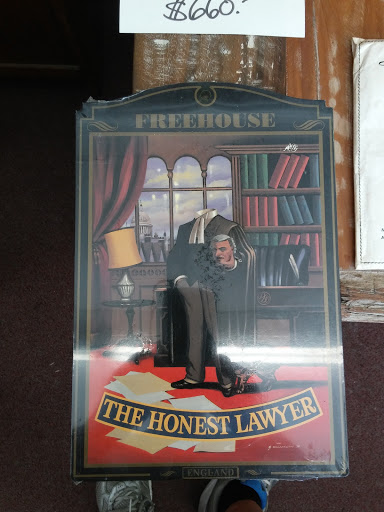 $660.-
FREEHOUSE
THE HONEST LAWYER
ENGLAND